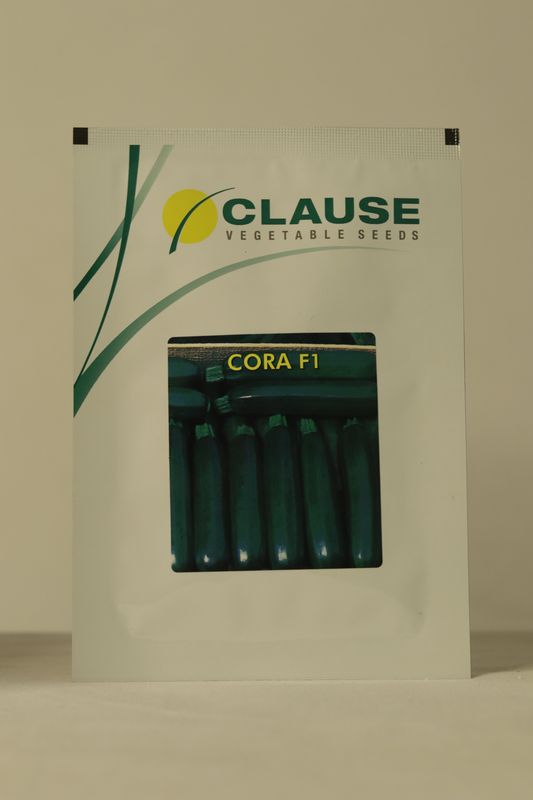 CLAUSE
VEGETABLE SEEDS
CORA F1